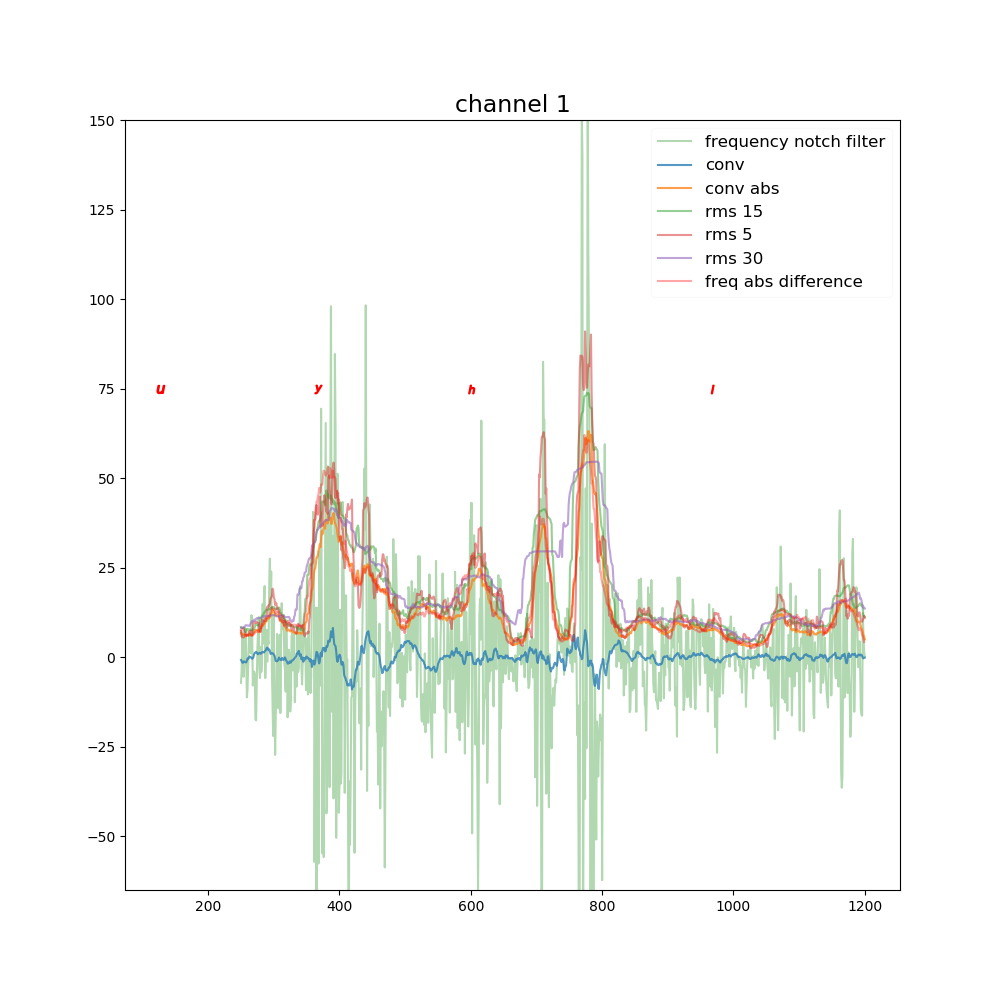 channel 1
150
125
100
75
50
25
0
−25
−50
frequency notch filter
conv
conv abs
rms 15
rms 5
rms 30
freq abs difference
u y h l
200 400 600 800 1000 1200